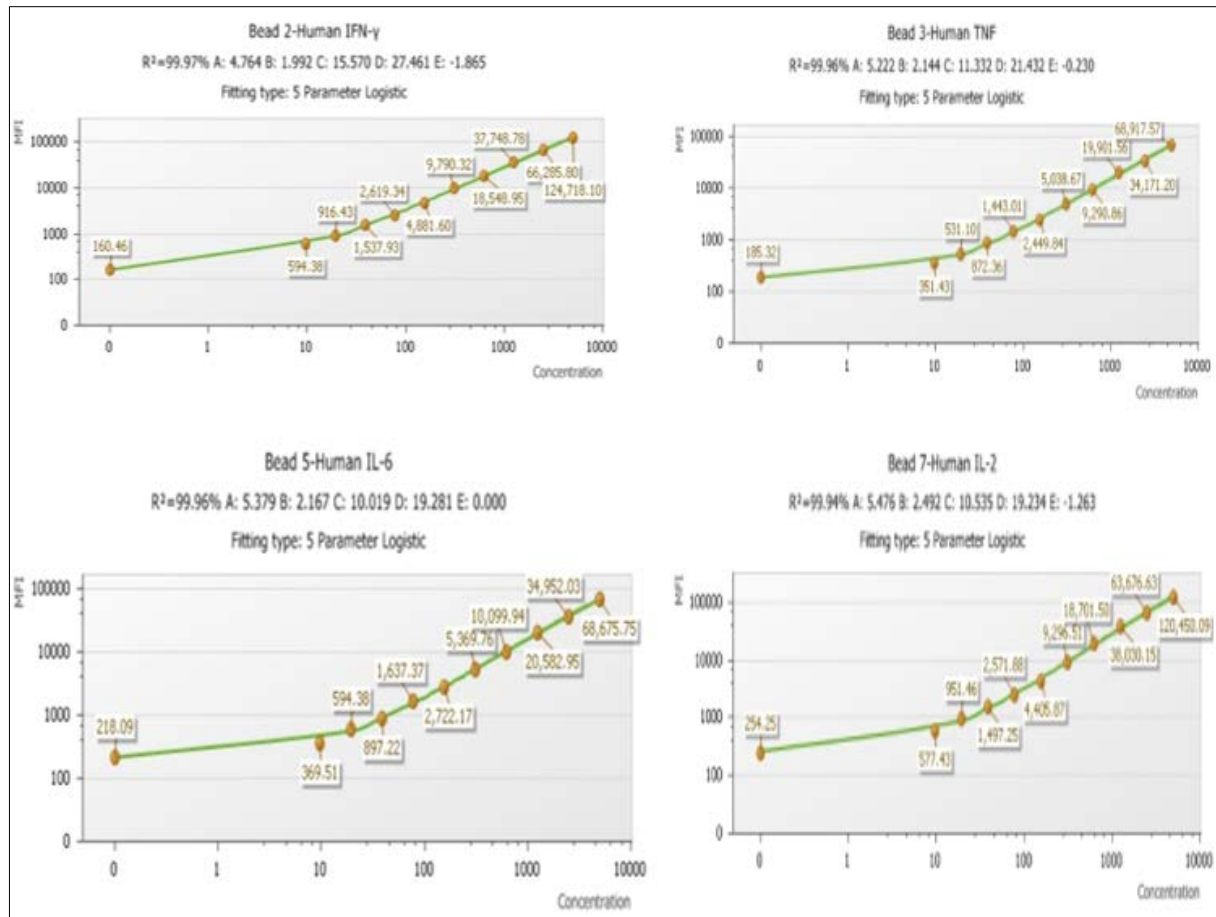 Bead 2-Human IFN-γ
R²=99.97% A: 4.764 B: 1.992 C: 15.570 D: 27.461 E: -1.865
Fitting type: 5 Parameter Logistic
MFI
100000
10000
1000
100
0
160.46
594.38
916.43
1,537.93
2,619.34
4,881.60
9,790.32
18,548.95
37,748.78
66,285.80
124,718.10
0 1 10 100 1000 10000
Concentration
Bead 3-Human TNF
R²=99.96% A: 5.222 B: 2.144 C: 11.332 D: 21.432 E: -0.230
Fitting type: 5 Parameter Logistic
MFI
100000
10000
1000
100
0
185.32
351.43
531.10
872.36
1,443.01
2,449.84
5,038.67
9,290.86
19,901.56
34,171.20
68,917.57
0 1 10 100 1000 10000
Concentration
Bead 5-Human IL-6
R²=99.96% A: 5.379 B: 2.167 C: 10.019 D: 19.281 E: 0.000
Fitting type: 5 Parameter Logistic
MFI
100000
10000
1000
100
0
218.09
369.51
594.38
897.22
1,637.37
2,722.17
5,369.76
10,099.94
20,582.95
34,952.03
68,675.75
0 1 10 100 1000 10000
Concentration
Bead 7-Human IL-2
R²=99.94% A: 5.476 B: 2.492 C: 10.535 D: 19.234 E: -1.263
Fitting type: 5 Parameter Logistic
MFI
100000
10000
1000
100
0
254.25
577.43
951.46
1,497.25
2,571.88
4,405.87
9,296.51
18,701.50
38,030.15
63,676.63
120,450.09
0 1 10 100 1000 10000
Concentration